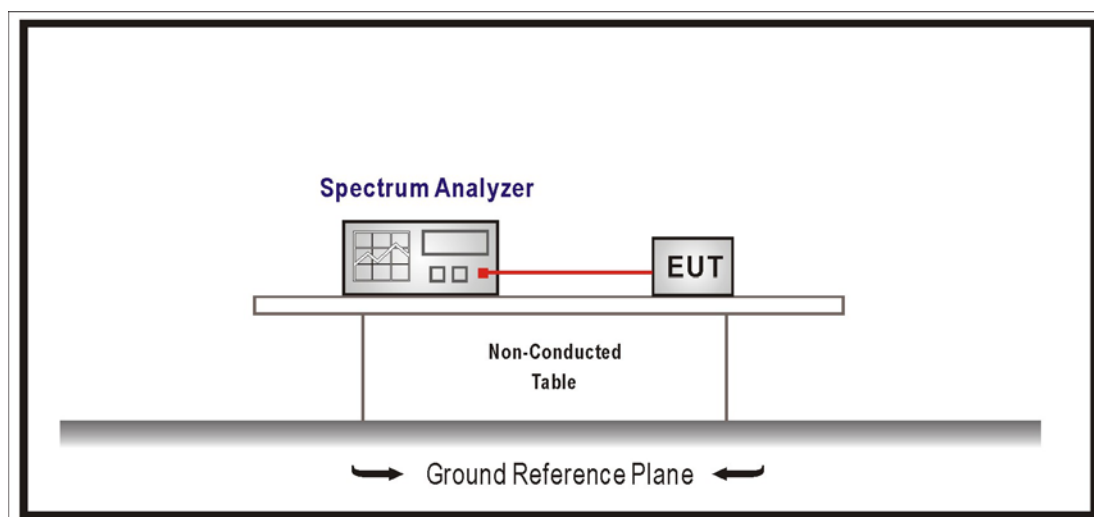 Spectrum Analyzer
EUT
Non-Conducted
Table
Ground Reference Plane